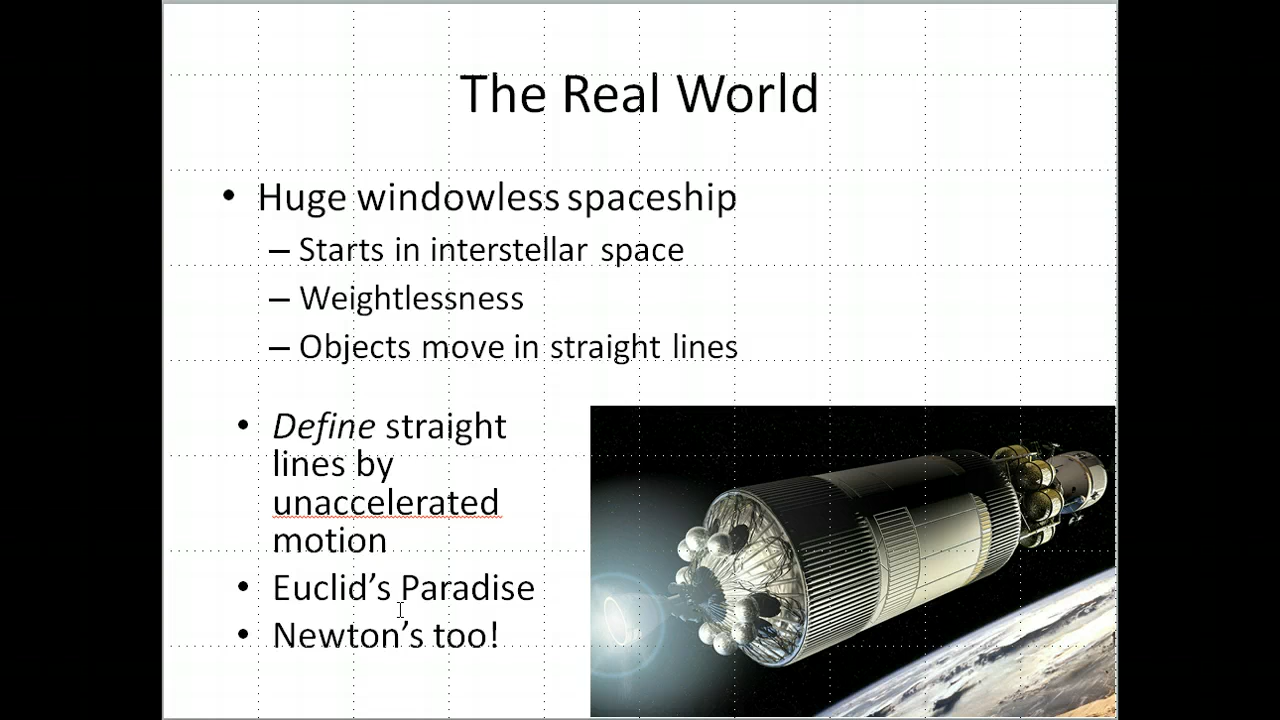 The Real World
• Huge windowless spaceship
– Starts in interstellar space
– Weightlessness
– Objects move in straight lines
• Define straight
lines by
unaccelerated
motion
• Euclid’s Paradise
• Newton’s too!